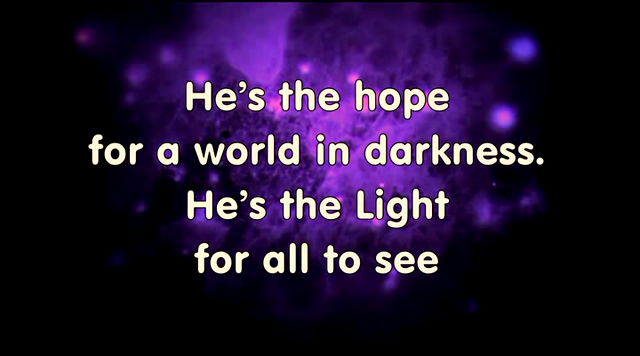 He’s the hope
for a world in darkness.
He’s the Light
for all to see